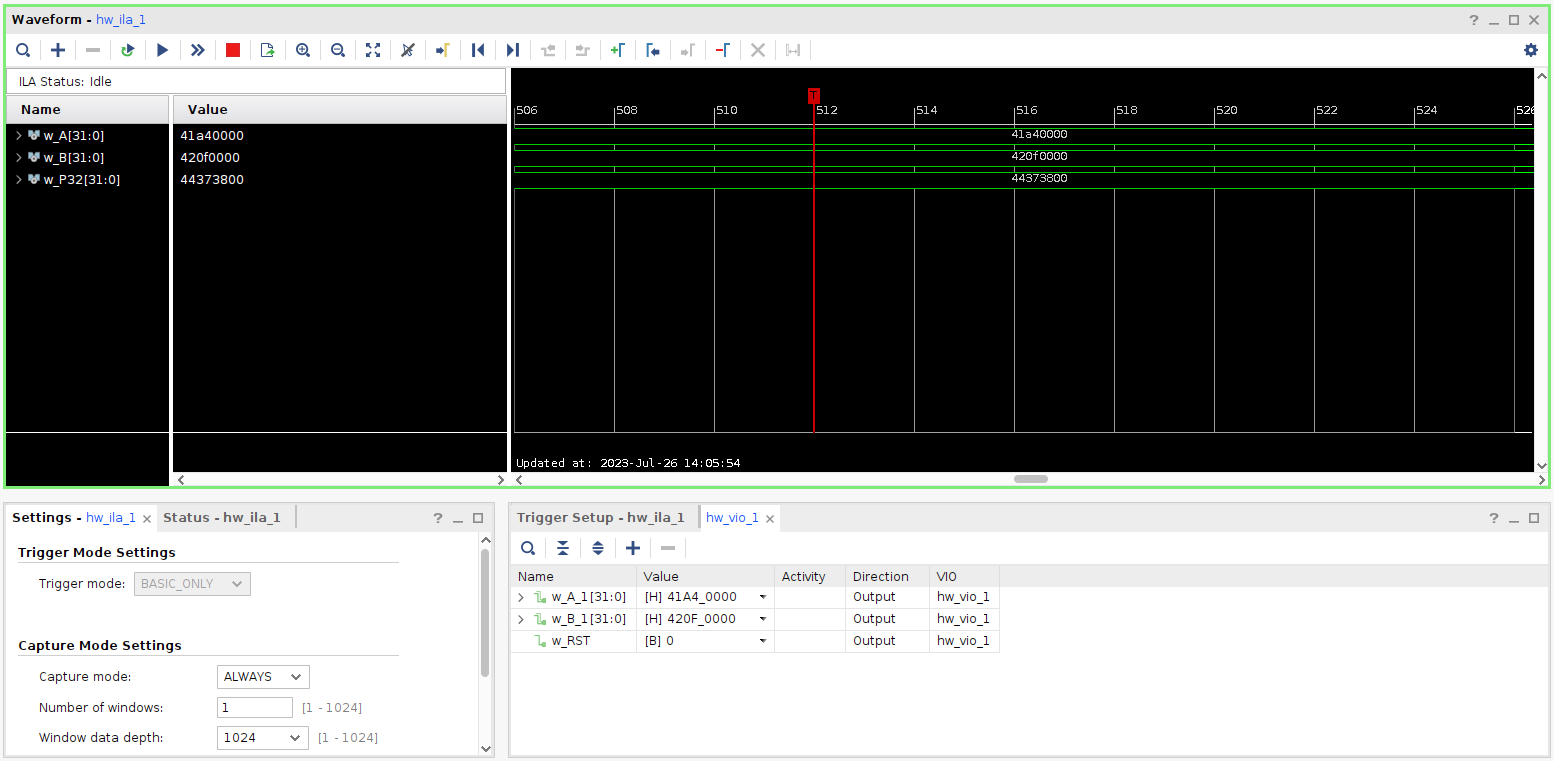 Waveform - hw_ila_1
ILA Status: Idle
Name Value
w_A[31:0] 41a40000
w_B[31:0] 420f0000
w_P32[31:0] 44373800
506 508 510 512 514 516 518 520 522 524 526
41a40000
420f0000
44373800
Updated at: 2023-Jul-26 14:05:54
Settings - hw_ila_1 Status - hw_ila_1
Trigger Mode Settings
Trigger mode: BASIC_ONLY
Capture Mode Settings
Capture mode: ALWAYS
Number of windows: 1 [1 - 1024]
Window data depth: 1024 [1 - 1024]
Trigger Setup - hw_ila_1 hw_vio_1
Name Value Activity Direction VIO
w_A_1[31:0] [H] 41A4_0000 Output hw_vio_1
w_B_1[31:0] [H] 420F_0000 Output hw_vio_1
w_RST [B] 0 Output hw_vio_1